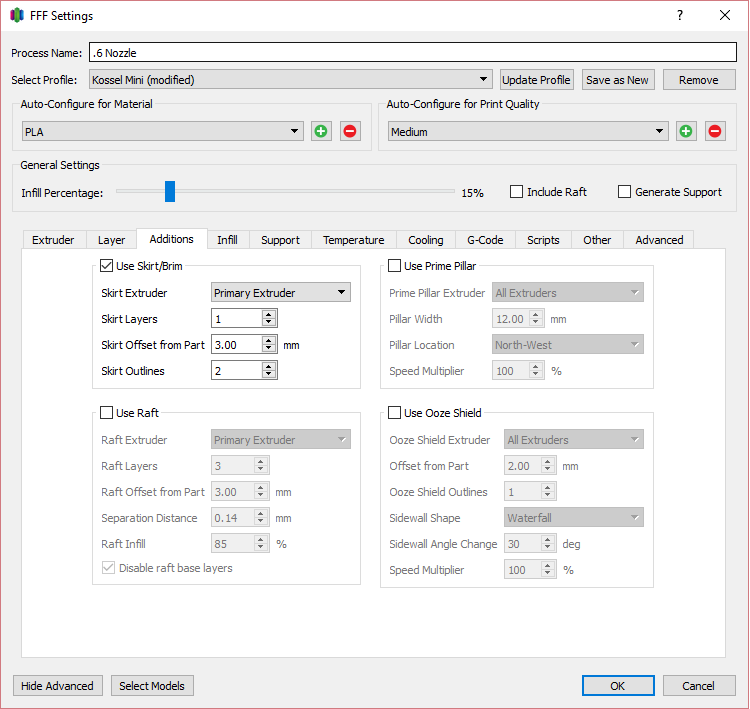 FFF Settings
?
Process Name: .6 Nozzle
Select Profile: Kossel Mini (modified) Update Profile Save as New Remove
Auto-Configure for Material Auto-Configure for Print Quality
PLA Medium
General Settings
Infill Percentage: 15% Include Raft Generate Support
Extruder Layer Additions Infill Support Temperature Cooling G-Code Scripts Other Advanced
Use Skirt/Brim
Skirt Extruder Primary Extruder
Skirt Layers 1
Skirt Offset from Part 3.00 mm
Skirt Outlines 2
Use Prime Pillar
Prime Pillar Extruder All Extruders
Pillar Width 12.00 mm
Pillar Location North-West
Speed Multiplier 100 %
Use Raft
Raft Extruder Primary Extruder
Raft Layers 3
Raft Offset from Part 3.00 mm
Separation Distance 0.14 mm
Raft Infill 85 %
Disable raft base layers
Use Ooze Shield
Ooze Shield Extruder All Extruders
Offset from Part 2.00 mm
Ooze Shield Outlines 1
Sidewall Shape Waterfall
Sidewall Angle Change 30 deg
Speed Multiplier 100 %
Hide Advanced Select Models OK Cancel